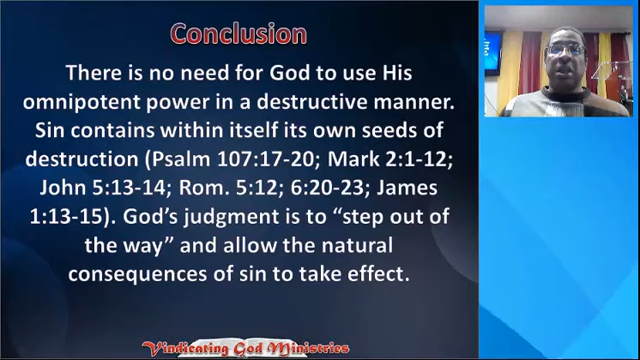 Conclusion
There is no need for God to use His
omnipotent power in a destructive manner.
Sin contains within itself its own seeds of
destruction (Psalm 107:17-20; Mark 2:1-12;
John 5:13-14; Rom. 5:12; 6:20-23; James
1:13-15). God's judgment is to “step out of
the way” and allow the natural
consequences of sin to take effect.
Vindicating God Ministries